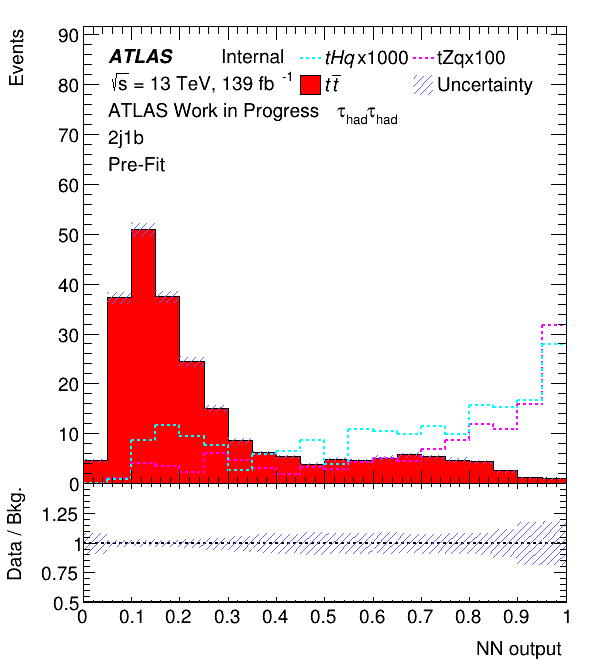 Events
90
80
70
60
50
40
30
20
10
0
ATLAS Internal
√s = 13 TeV, 139 fb⁻¹
ATLAS Work in Progress τhadτhad
2j1b
Pre-Fit
tHqx1000
tZqx100
tt̅
Uncertainty
Data / Bkg.
1.25
1
0.75
0.5
0 0.1 0.2 0.3 0.4 0.5 0.6 0.7 0.8 0.9 1
NN output